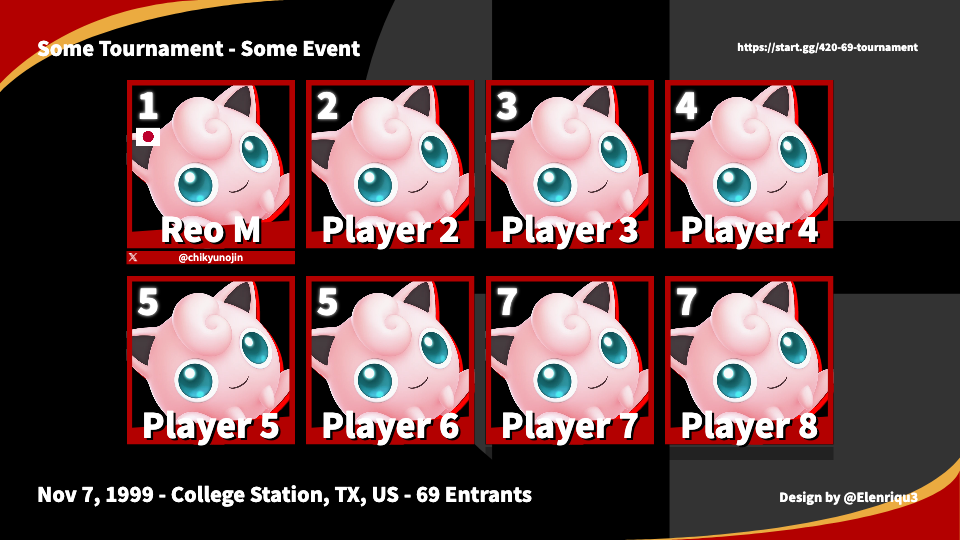 Some Tournament - Some Event
https://start.gg/420-69-tournament
1
2
3
4
Reo M
Player 2
Player 3
Player 4
@chikyunojin
5
5
7
7
Player 5
Player 6
Player 7
Player 8
Nov 7, 1999 - College Station, TX, US - 69 Entrants
Design by @Elenriqu3